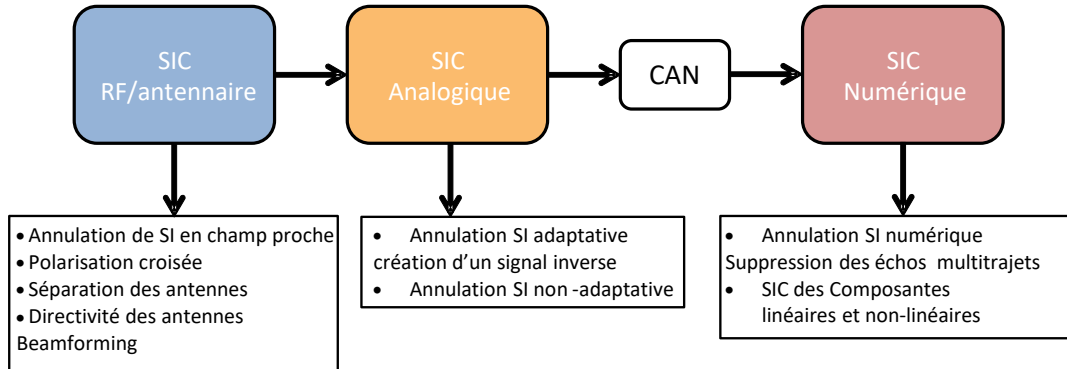 SIC
RF/antennaire
SIC
Analogique
CAN
SIC
Numérique
• Annulation de SI en champ proche
• Polarisation croisée
• Séparation des antennes
• Directivité des antennes
Beamforming
• Annulation SI adaptative
création d'un signal inverse
• Annulation SI non -adaptative
• Annulation SI numérique
Suppression des échos multitrajets
• SIC des Composantes
linéaires et non-linéaires